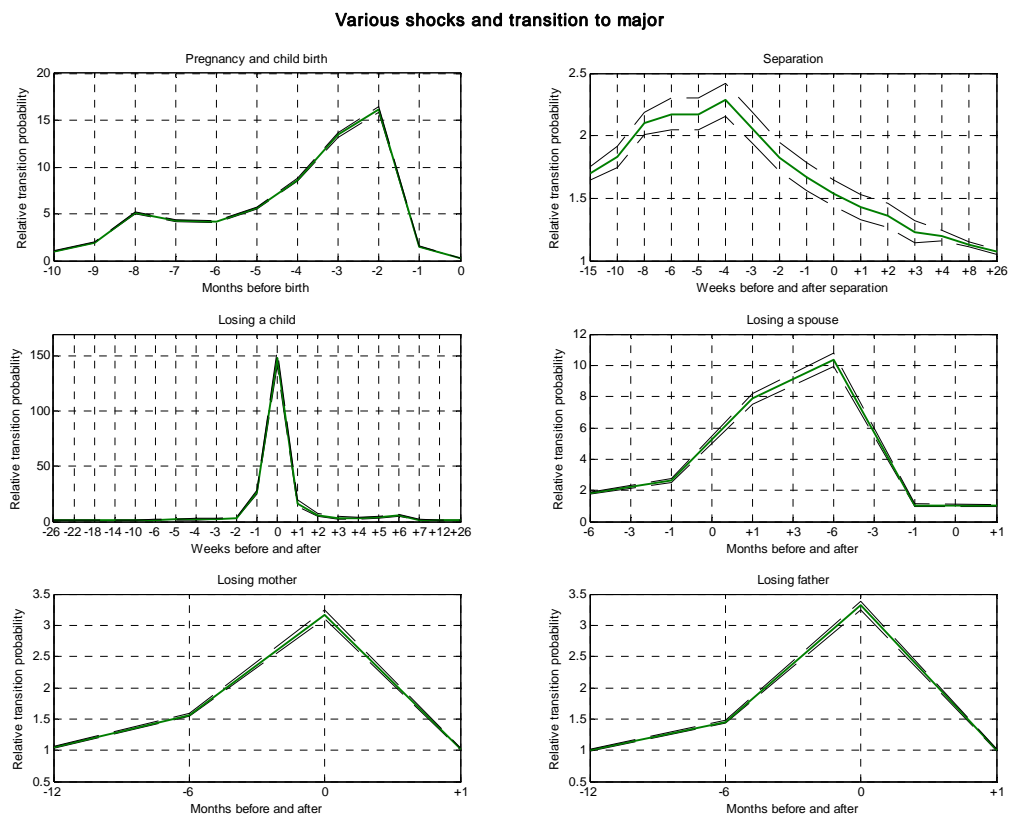 Various shocks and transition to major
Pregnancy and child birth
Relative transition probability
20
15
10
5
0
-10 -9 -8 -7 -6 -5 -4 -3 -2 -1 0
Months before birth
Separation
Relative transition probability
2.5
2
1.5
1
-15 -10 -8 -6 -5 -4 -3 -2 -1 0 +1 +2 +3 +4 +8 +26
Weeks before and after separation
Losing a child
Relative transition probability
150
100
50
0
-26 -22 -18 -14 -10 -6 -5 -4 -3 -2 -1 0 +1 +2 +3 +4 +5 +6 +7 +12 +26
Weeks before and after
Losing a spouse
Relative transition probability
12
10
8
6
4
2
0
-6 -3 -1 0 +1 +3 -6 -3 -1 0 +1
Months before and after
Losing mother
Relative transition probability
3.5
3
2.5
2
1.5
1
0.5
-12 -6 0 +1
Months before and after
Losing father
Relative transition probability
3.5
3
2.5
2
1.5
1
0.5
-12 -6 0 +1
Months before and after